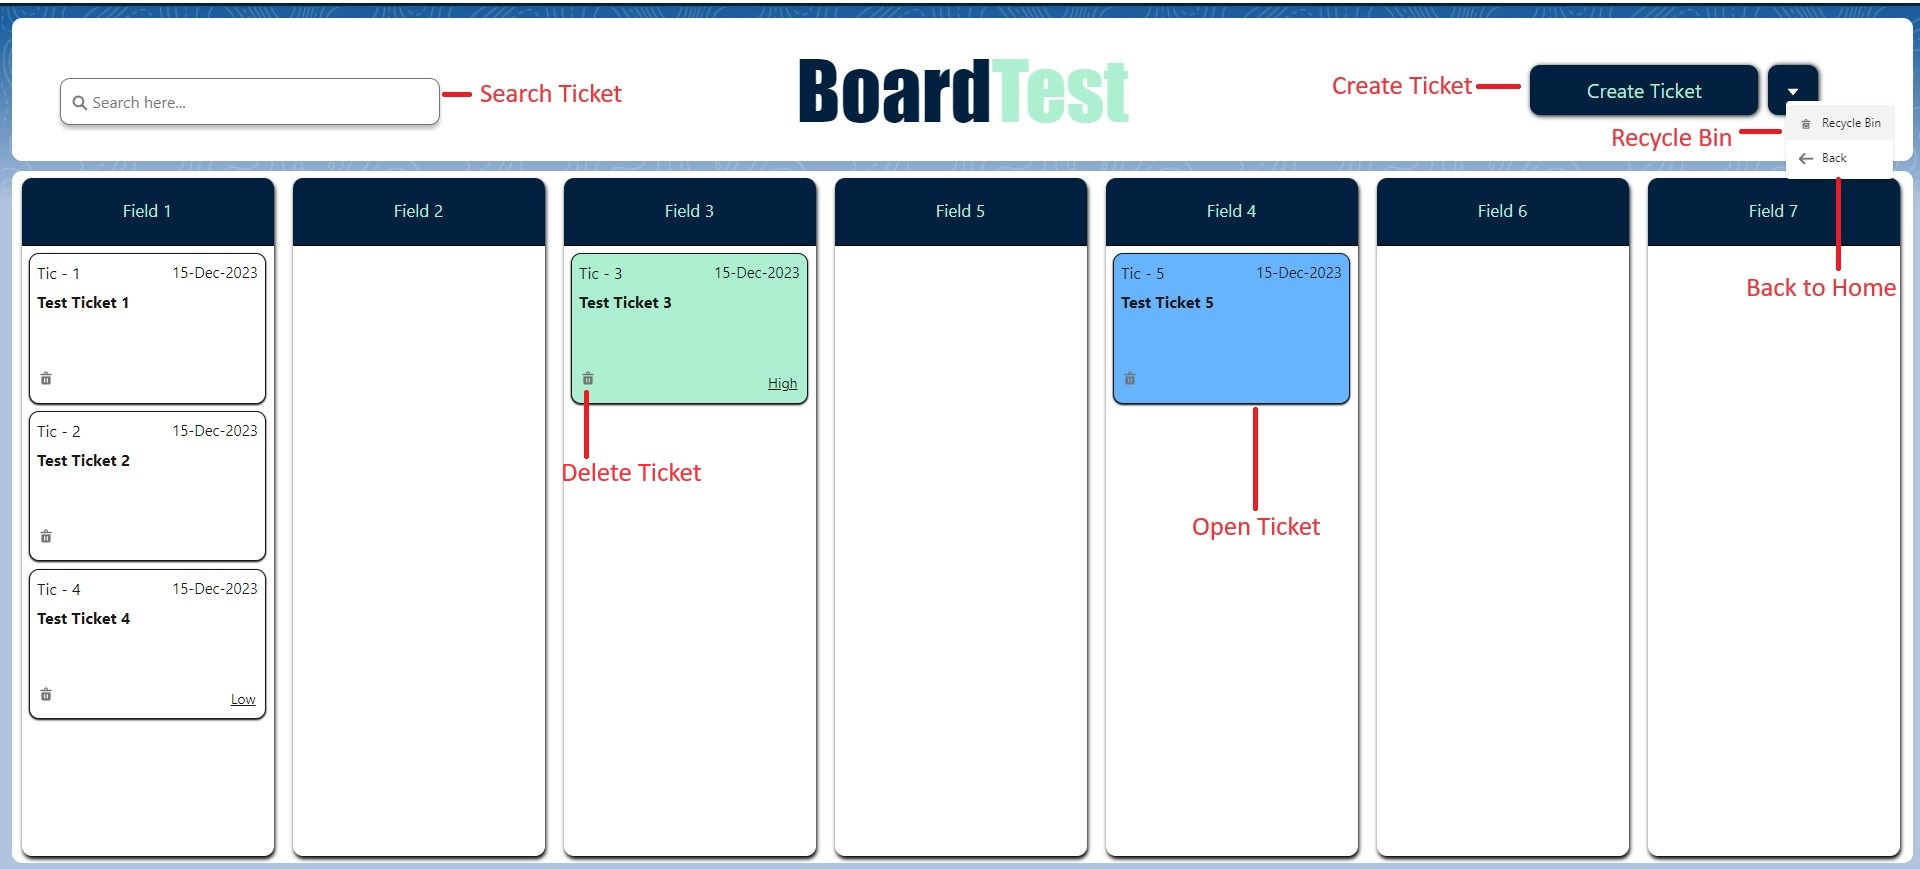 Search here...
Search Ticket
BoardTest
Create Ticket
Create Ticket
Recycle Bin
Recycle Bin
Back
Field 1
Field 2
Field 3
Field 5
Field 4
Field 6
Field 7
Tic - 1 15-Dec-2023
Test Ticket 1
Tic - 3 15-Dec-2023
Test Ticket 3
High
Tic - 5 15-Dec-2023
Test Ticket 5
Back to Home
Tic - 2 15-Dec-2023
Test Ticket 2
Delete Ticket
Open Ticket
Tic - 4 15-Dec-2023
Test Ticket 4
Low